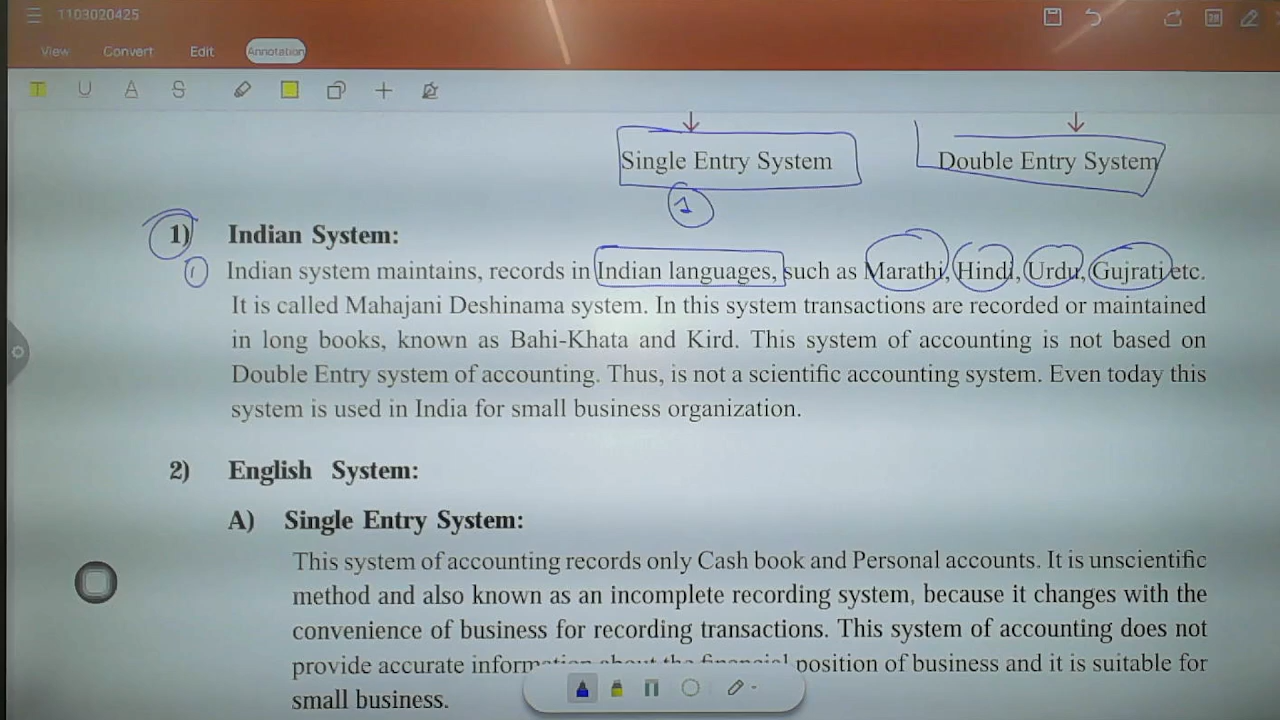 1103020425
View Convert Edit Annotation
T U A S
Single Entry System Double Entry System
1
1) Indian System:
1 Indian system maintains, records in Indian languages, such as Marathi, Hindi, Urdu, Gujrati etc.
It is called Mahajani Deshinama system. In this system transactions are recorded or maintained
in long books, known as Bahi-Khata and Kird. This system of accounting is not based on
Double Entry system of accounting. Thus, is not a scientific accounting system. Even today this
system is used in India for small business organization.
2) English System:
A) Single Entry System:
This system of accounting records only Cash book and Personal accounts. It is unscientific
method and also known as an incomplete recording system, because it changes with the
convenience of business for recording transactions. This system of accounting does not
provide accurate information about the financial position of business and it is suitable for
small business.